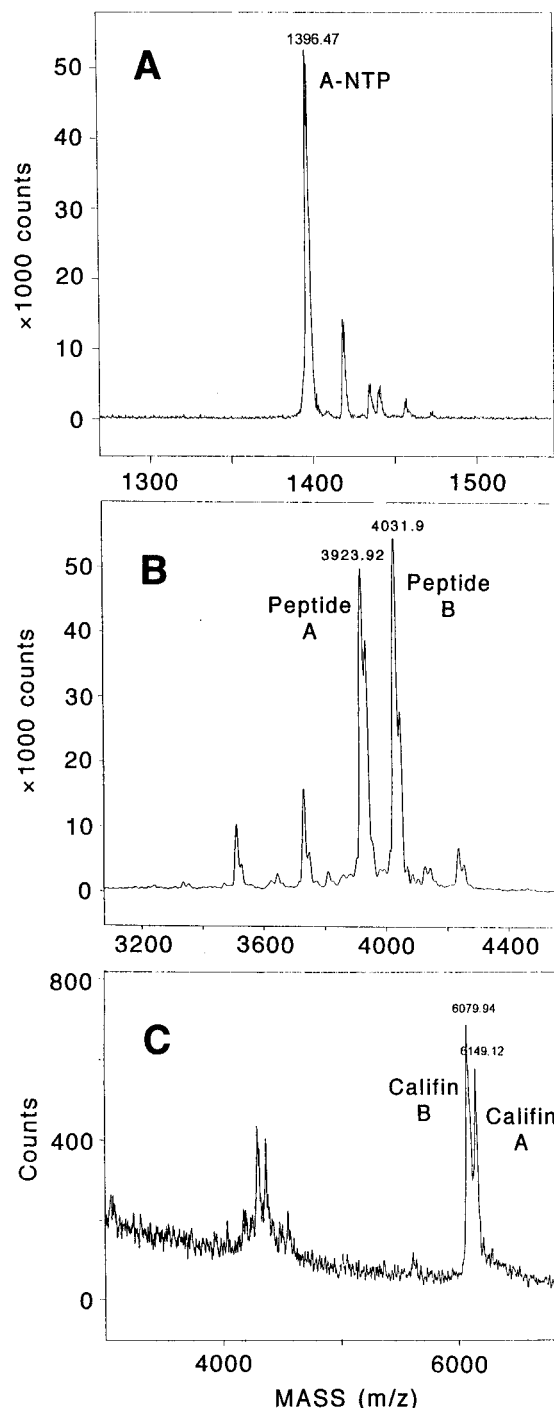 1396.47
A
A-NTP
50
40
30
20
10
0
×1000 counts
1300
1400
1500
B
4031.9
3923.92
Peptide
A
Peptide
B
50
40
30
20
10
0
×1000 counts
3200
3600
4000
4400
C
6079.94
6149.12
Califin
B
Califin
A
800
400
0
Counts
4000
6000
MASS (m/z)